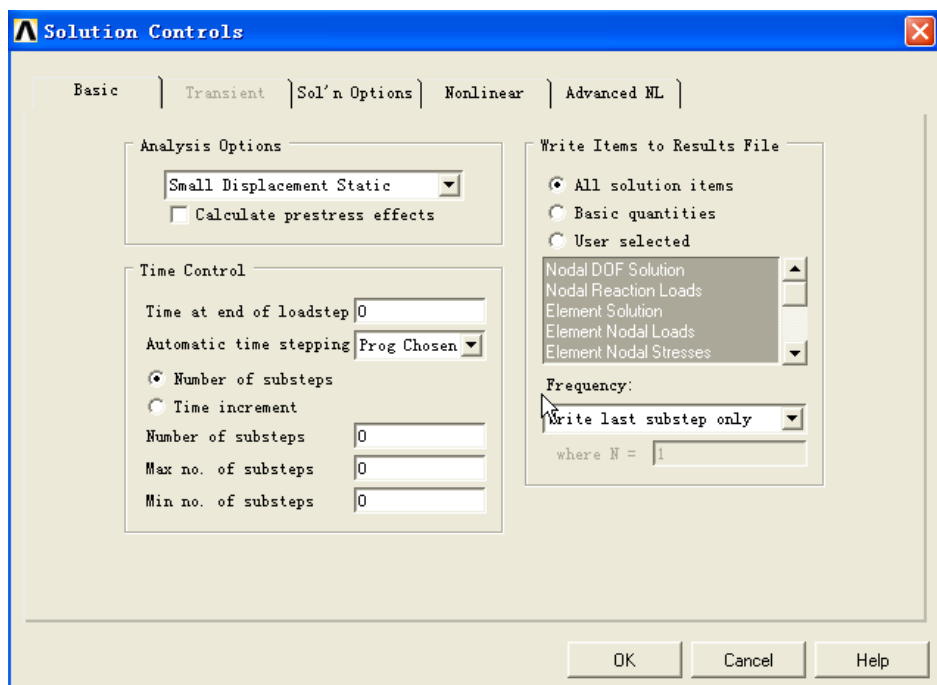 Solution Controls
Basic
Transient
Sol'n Options
Nonlinear
Advanced NL
Analysis Options
Small Displacement Static
Calculate prestress effects
Time Control
Time at end of loadstep 0
Automatic time stepping Prog Chosen
Number of substeps
Time increment
Number of substeps 0
Max no. of substeps 0
Min no. of substeps 0
Write Items to Results File
All solution items
Basic quantities
User selected
Nodal DOF Solution
Nodal Reaction Loads
Element Solution
Element Nodal Loads
Element Nodal Stresses
Frequency:
Write last substep only
where N = 1
OK
Cancel
Help